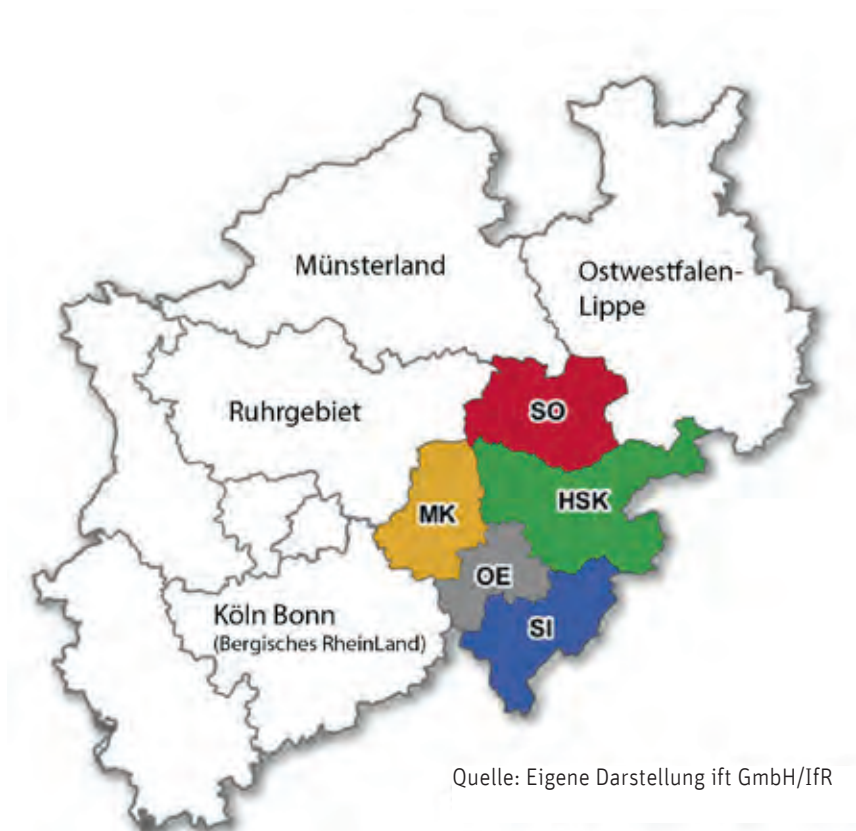 Münsterland
Ostwestfalen-
Lippe
Ruhrgebiet
SO
MK
HSK
OE
Köln Bonn
(Bergisches RheinLand)
SI
Quelle: Eigene Darstellung ift GmbH/IfR